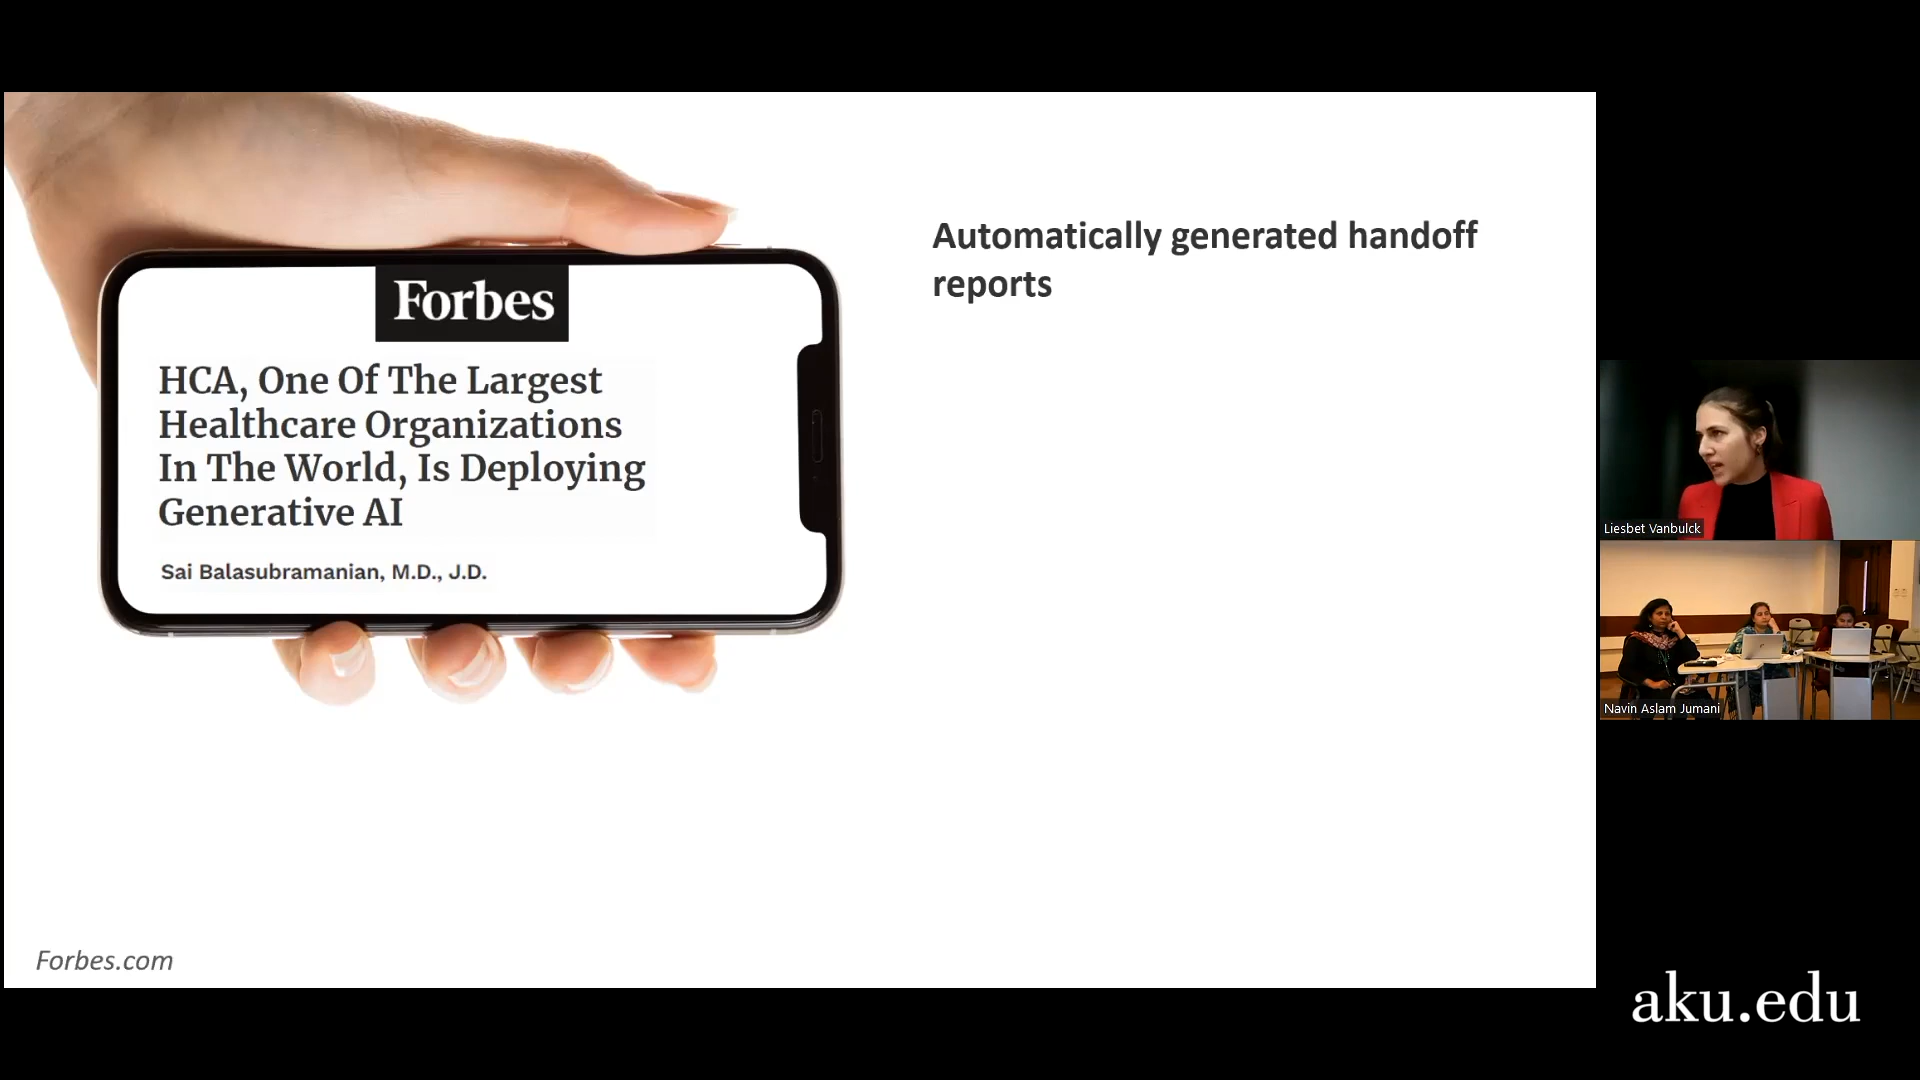 Forbes
HCA, One Of The Largest
Healthcare Organizations
In The World, Is Deploying
Generative AI
Sai Balasubramanian, M.D., J.D.
Automatically generated handoff
reports
Forbes.com
Liesbet Vanbulck
Navin Aslam Jumani
aku.edu